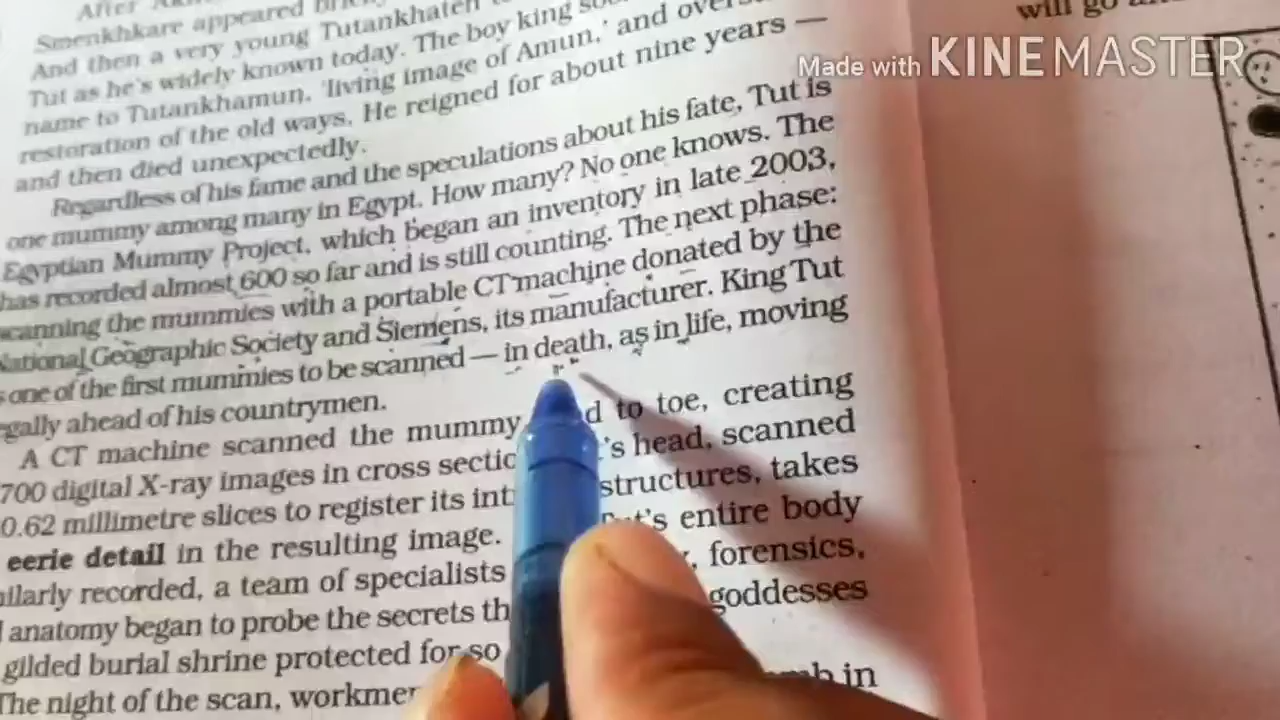 After
Smenkhkare appeared
And then a very young Tutankhaten
Tut as he's widely known today. The boy king
name to Tutankhamun, 'living image of Amun,' and
restoration of the old ways. He reigned for about nine years —
and then died unexpectedly.
Regardless of his fame and the speculations about his fate, Tut is
one mummy among many in Egypt. How many? No one knows. The
Egyptian Mummy Project, which began an inventory in late 2003,
has recorded almost 600 so far and is still counting. The next phase:
scanning the mummies with a portable CT machine donated by the
National Geographic Society and Siemens, its manufacturer. King Tut
one of the first mummies to be scanned — in death, as in life, moving
egally ahead of his countrymen.
A CT machine scanned the mummy d to toe, creating
700 digital X-ray images in cross sectio 's head, scanned
0.62 millimetre slices to register its int structures, takes
eerie detail in the resulting image. 's entire body
ilarly recorded, a team of specialists , forensics,
anatomy began to probe the secrets th goddesses
gilded burial shrine protected for so
The night of the scan, workmen in
will go
Made with KINEMASTER